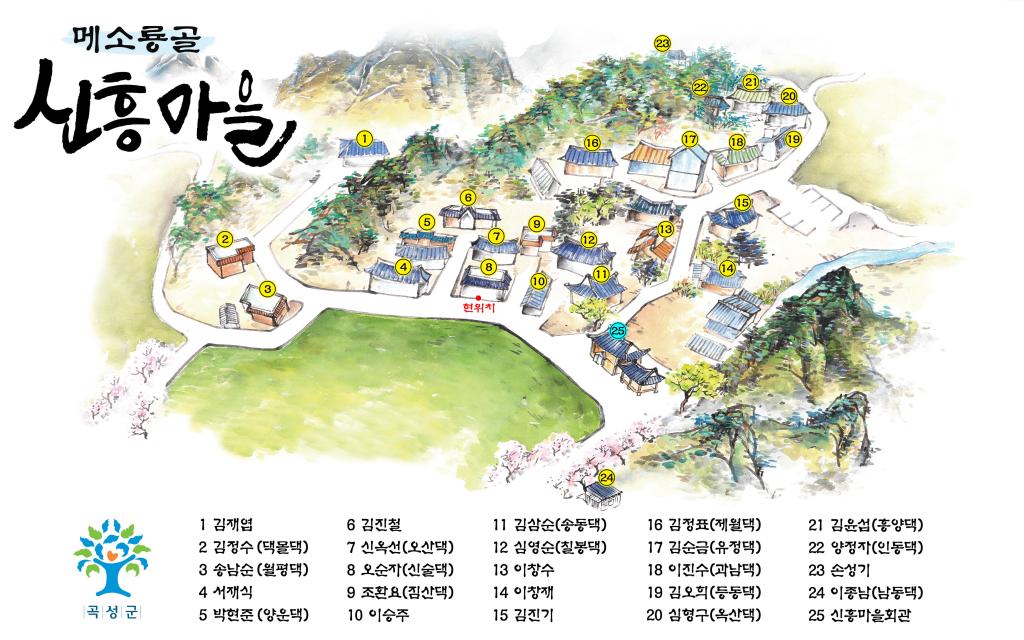 메소룡골
신흥마을
23
22
21
20
1
16
17
18
19
6
5
9
15
2
7
12
13
4
8
3
10
11
14
현위치
25
24
1 김재엽
2 김정수 (댁몰댁)
3 송남순 (월평댁)
4 서재식
5 박현준 (양운댁)
6 김진철
7 신옥선(오산댁)
8 오순자(신술댁)
9 조환묘(짐산댁)
10 이승주
11 김삼순(송동댁)
12 심영순(칠봉댁)
13 이창수
14 이창재
15 김진기
16 김정표(제월댁)
17 김순금(유정댁)
18 이진수(과남댁)
19 김오희(등동댁)
20 심형구(옥산댁)
21 김윤섭(흥양댁)
22 양정자(인동댁)
23 손성기
24 이종남(남동댁)
25 신흥마을회관
곡성군